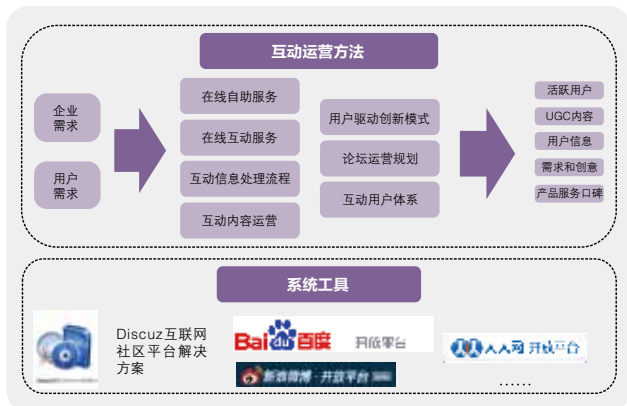 互动运营方法
企业
需求
用户
需求
在线自助服务
在线互动服务
互动信息处理流程
互动内容运营
用户驱动创新模式
论坛运营规划
互动用户体系
活跃用户
UGC内容
用户信息
需求和创意
产品服务口碑
系统工具
Discuz互联网
社区平台解决
方案
Bai du 百度 开放平台
新浪微博·开放平台
人人网 开放平台
······